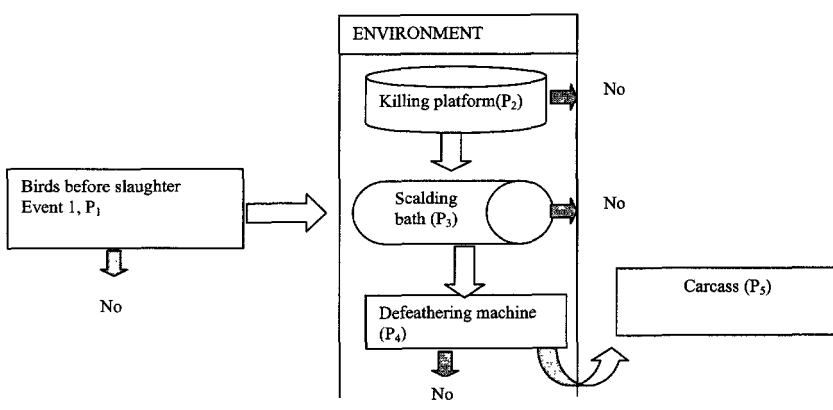 ENVIRONMENT
Killing platform(P₂)
No
Birds before slaughter
Event 1, P₁
No
Scalding
bath (P₃)
No
Defeathering machine
(P₄)
No
Carcass (P₅)